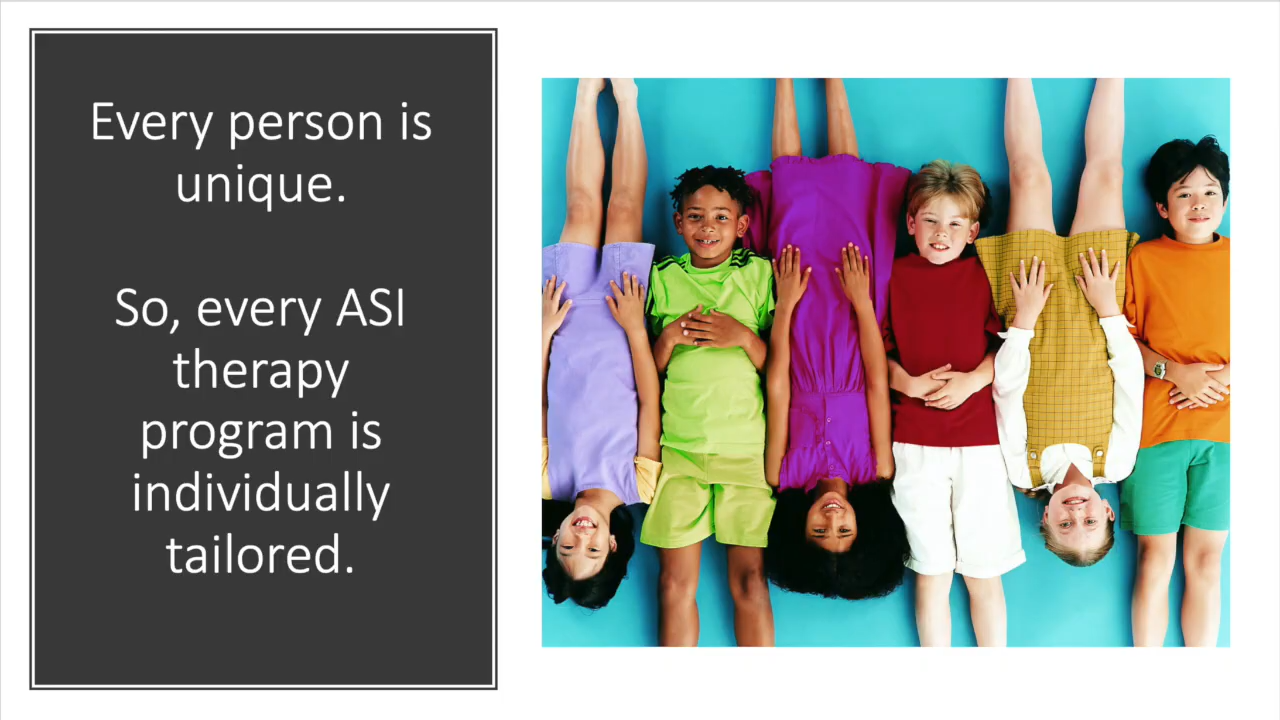 Every person is
unique.
So, every ASI
therapy
program is
individually
tailored.